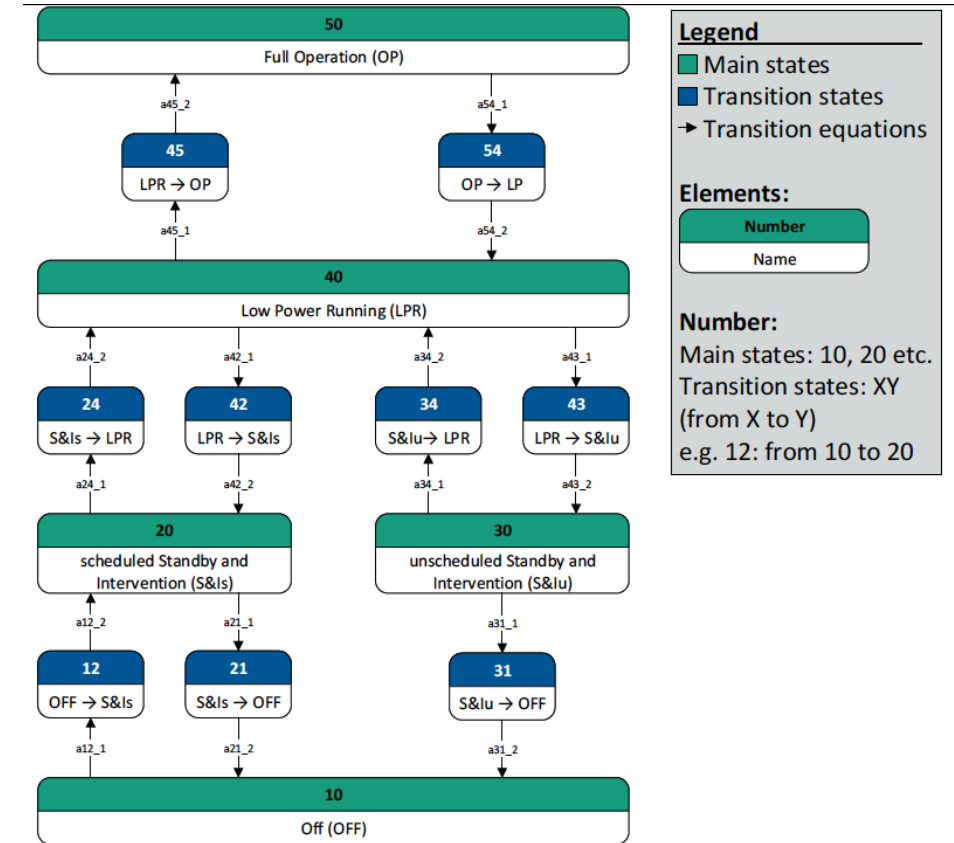 50
Full Operation (OP)
a45_2
a54_1
45
54
LPR → OP
OP → LP
a45_1
a54_2
40
Low Power Running (LPR)
a24_2
a42_1
a34_2
a43_1
24
42
34
43
S&Is → LPR
LPR → S&Is
S&Iu→ LPR
LPR → S&Iu
a24_1
a42_2
a34_1
a43_2
20
30
scheduled Standby and
Intervention (S&Is)
unscheduled Standby and
Intervention (S&Iu)
a12_2
a21_1
a31_1
12
21
31
OFF → S&Is
S&Is → OFF
S&Iu → OFF
a12_1
a21_2
a31_2
10
Off (OFF)
Legend
Main states
Transition states
Transition equations
Elements:
Number
Name
Number:
Main states: 10, 20 etc.
Transition states: XY
(from X to Y)
e.g. 12: from 10 to 20